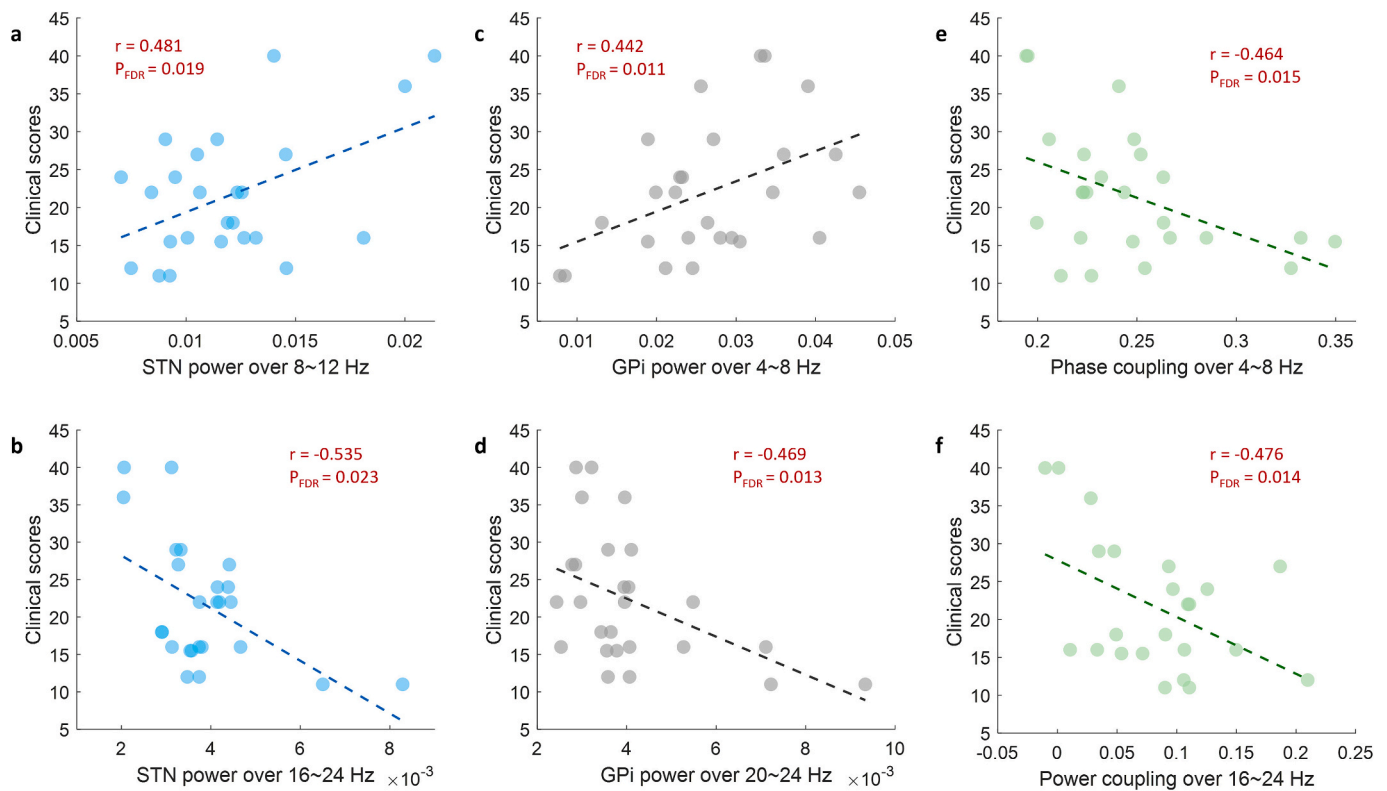 a
r = 0.481
PFDR = 0.019
Clinical scores
45
40
35
30
25
20
15
10
5
0.005
0.01
0.015
0.02
STN power over 8~12 Hz
c
r = 0.442
PFDR = 0.011
Clinical scores
45
40
35
30
25
20
15
10
5
0.01
0.02
0.03
0.04
0.05
GPi power over 4~8 Hz
e
r = -0.464
PFDR = 0.015
Clinical scores
45
40
35
30
25
20
15
10
5
0.2
0.25
0.3
0.35
Phase coupling over 4~8 Hz
b
r = -0.535
PFDR = 0.023
Clinical scores
45
40
35
30
25
20
15
10
5
2
4
6
8
STN power over 16~24 Hz
×10-3
d
r = -0.469
PFDR = 0.013
Clinical scores
45
40
35
30
25
20
15
10
5
2
4
6
8
10
GPi power over 20~24 Hz
×10-3
f
r = -0.476
PFDR = 0.014
Clinical scores
45
40
35
30
25
20
15
10
5
-0.05
0
0.05
0.1
0.15
0.2
0.25
Power coupling over 16~24 Hz